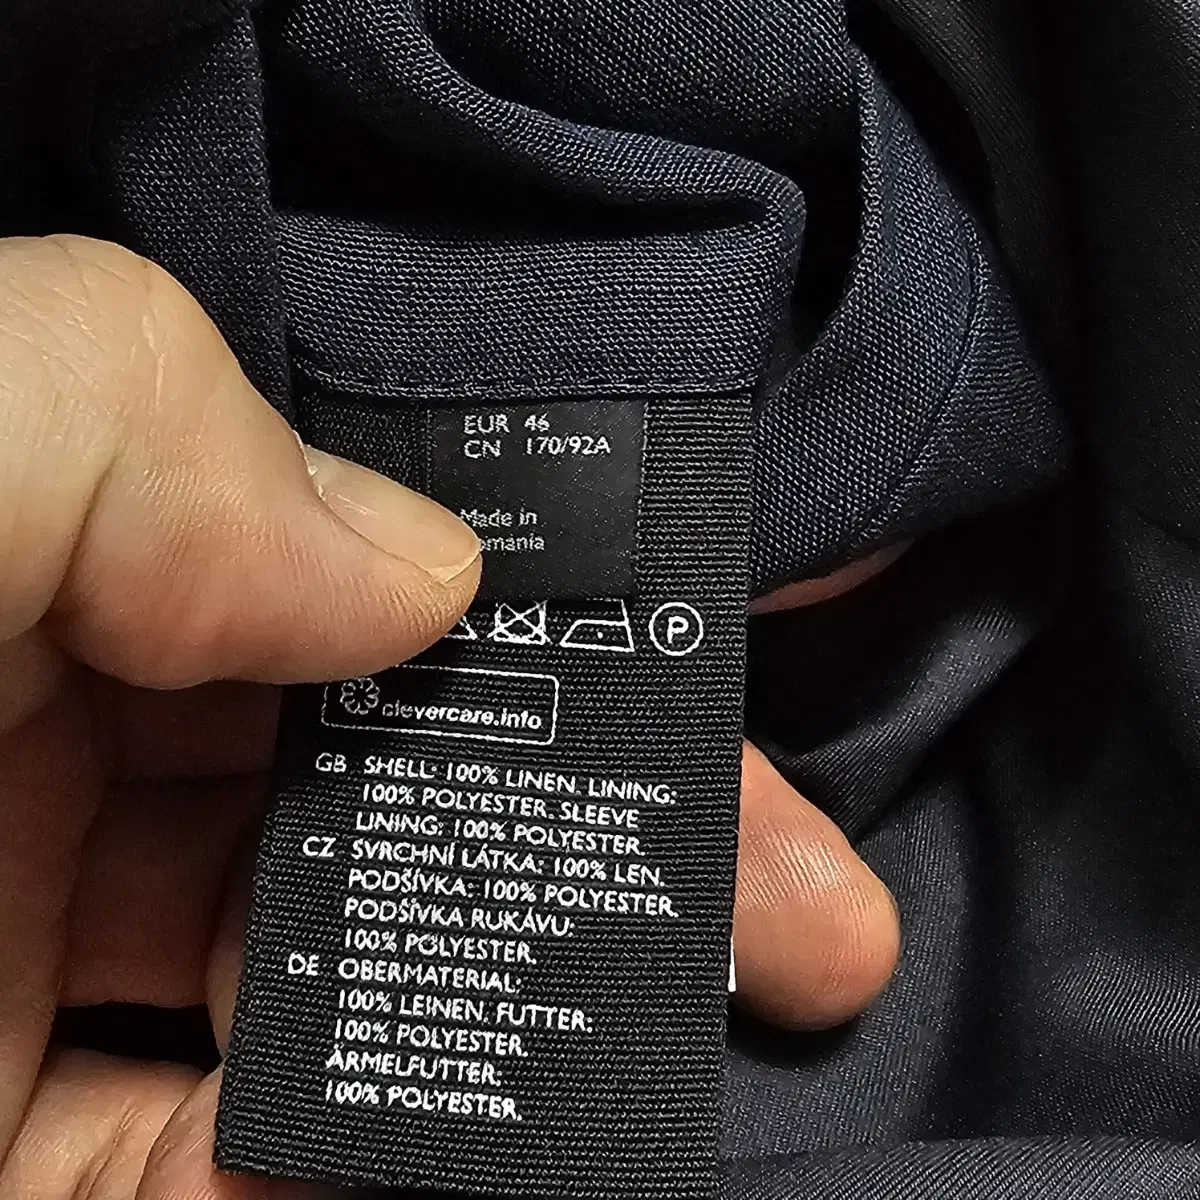 EUR 46
CN 170/92A
Made in
P
clevercare.info
GB SHELL: 100% LINEN. LINING:
100% POLYESTER. SLEEVE
LINING: 100% POLYESTER.
CZ SVRCHNÍ LÁTKA: 100% LEN.
PODŠÍVKA: 100% POLYESTER.
PODŠÍVKA RUKÁVU:
100% POLYESTER.
DE OBERMATERIAL:
100% LEINEN. FUTTER:
100% POLYESTER.
ÄRMELFUTTER:
100% POLYESTER.